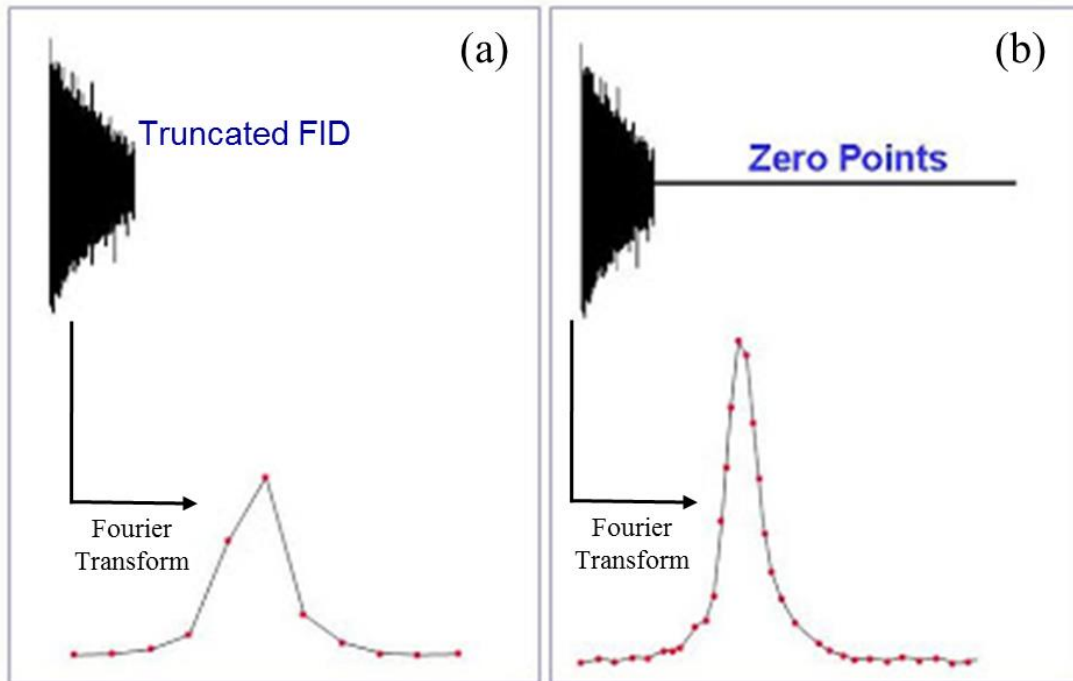 (a)
Truncated FID
Fourier
Transform
(b)
Zero Points
Fourier
Transform